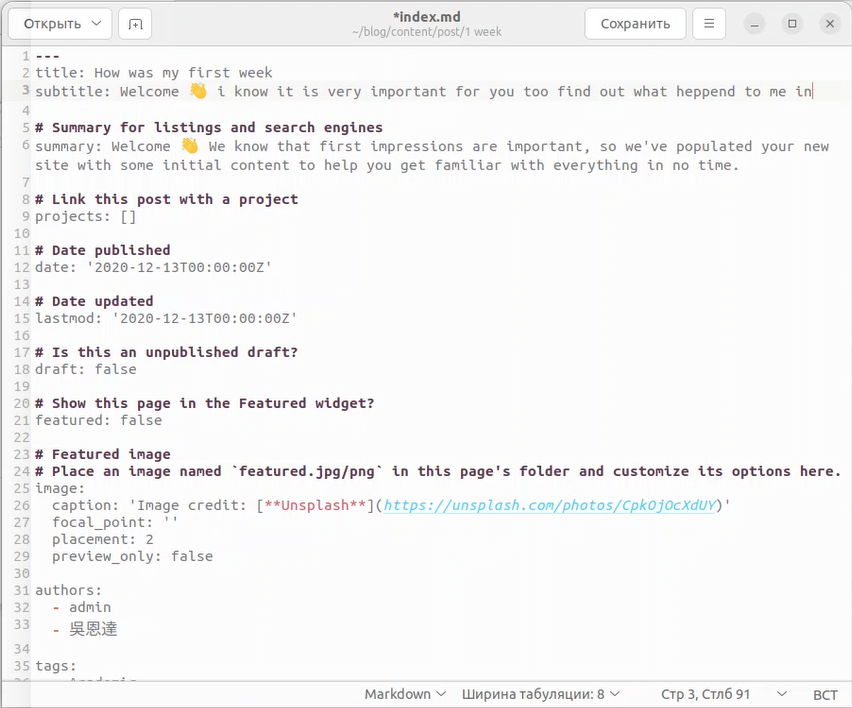 Открыть
*index.md
~/blog/content/post/1 week
Сохранить
1 ---
2 title: How was my first week
3 subtitle: Welcome 👋 i know it is very important for you too find out what heppend to me in
4
5 # Summary for listings and search engines
6 summary: Welcome 👋 We know that first impressions are important, so we've populated your new
site with some initial content to help you get familiar with everything in no time.
7
8 # Link this post with a project
9 projects: []
10
11 # Date published
12 date: '2020-12-13T00:00:00Z'
13
14 # Date updated
15 lastmod: '2020-12-13T00:00:00Z'
16
17 # Is this an unpublished draft?
18 draft: false
19
20 # Show this page in the Featured widget?
21 featured: false
22
23 # Featured image
24 # Place an image named `featured.jpg/png` in this page's folder and customize its options here.
25 image:
26   caption: 'Image credit: [**Unsplash**](https://unsplash.com/photos/CpkOjOcXdUY)'
27   focal_point: ''
28   placement: 2
29   preview_only: false
30
31 authors:
32   - admin
33   - 吳恩達
34
35 tags:
36   - Academic
Markdown Ширина табуляции: 8 Стр 3, Стлб 91 ВСТ